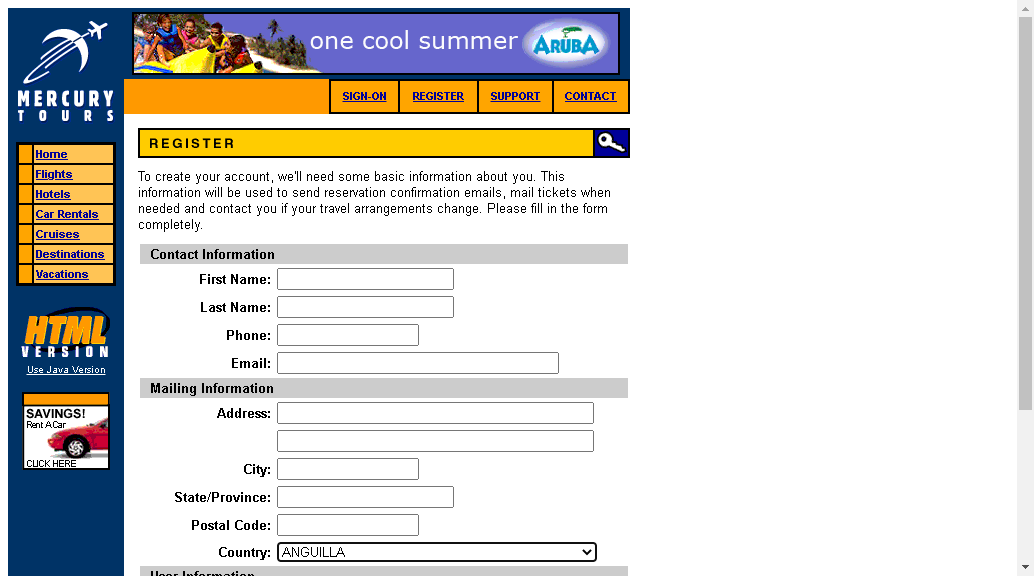 one cool summer
ARUBA
MERCURY
TOURS
SIGN-ON
REGISTER
SUPPORT
CONTACT
Home
Flights
Hotels
Car Rentals
Cruises
Destinations
Vacations
HTML
VERSION
Use Java Version
SAVINGS!
Rent A Car
CLICK HERE
REGISTER
To create your account, we'll need some basic information about you. This
information will be used to send reservation confirmation emails, mail tickets when
needed and contact you if your travel arrangements change. Please fill in the form
completely.
Contact Information
First Name:
Last Name:
Phone:
Email:
Mailing Information
Address:
City:
State/Province:
Postal Code:
Country: ANGUILLA
User Information